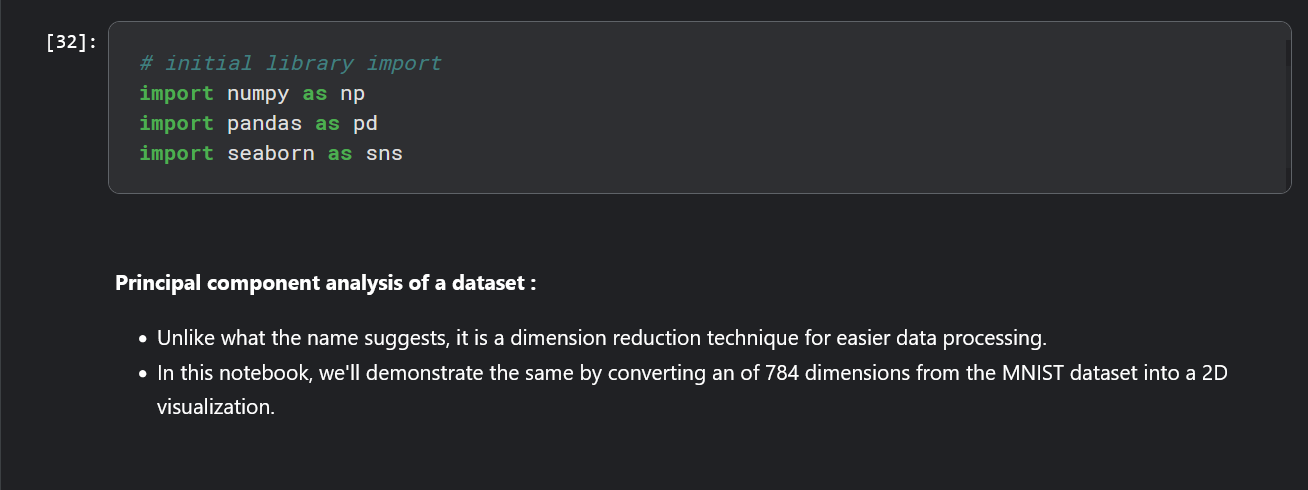 [32]:
# initial library import
import numpy as np
import pandas as pd
import seaborn as sns
Principal component analysis of a dataset :
• Unlike what the name suggests, it is a dimension reduction technique for easier data processing.
• In this notebook, we'll demonstrate the same by converting an of 784 dimensions from the MNIST dataset into a 2D
visualization.